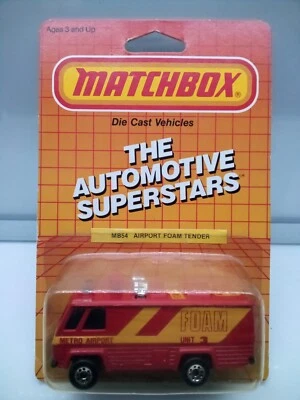 Ages 3 and Up
MATCHBOX®
Die Cast Vehicles
THE
AUTOMOTIVE
SUPERSTARS™
MB54 AIRPORT FOAM TENDER
FOAM
METRO AIRPORT
UNIT 3